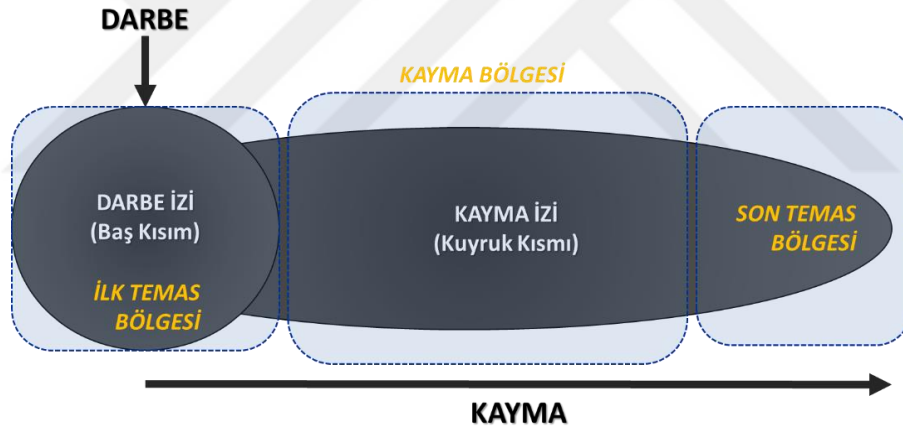 DARBE
KAYMA BÖLGESİ
DARBE İZİ
(Baş Kısım)
İLK TEMAS
BÖLGESİ
KAYMA İZİ
(Kuyruk Kısmı)
SON TEMAS
BÖLGESİ
KAYMA